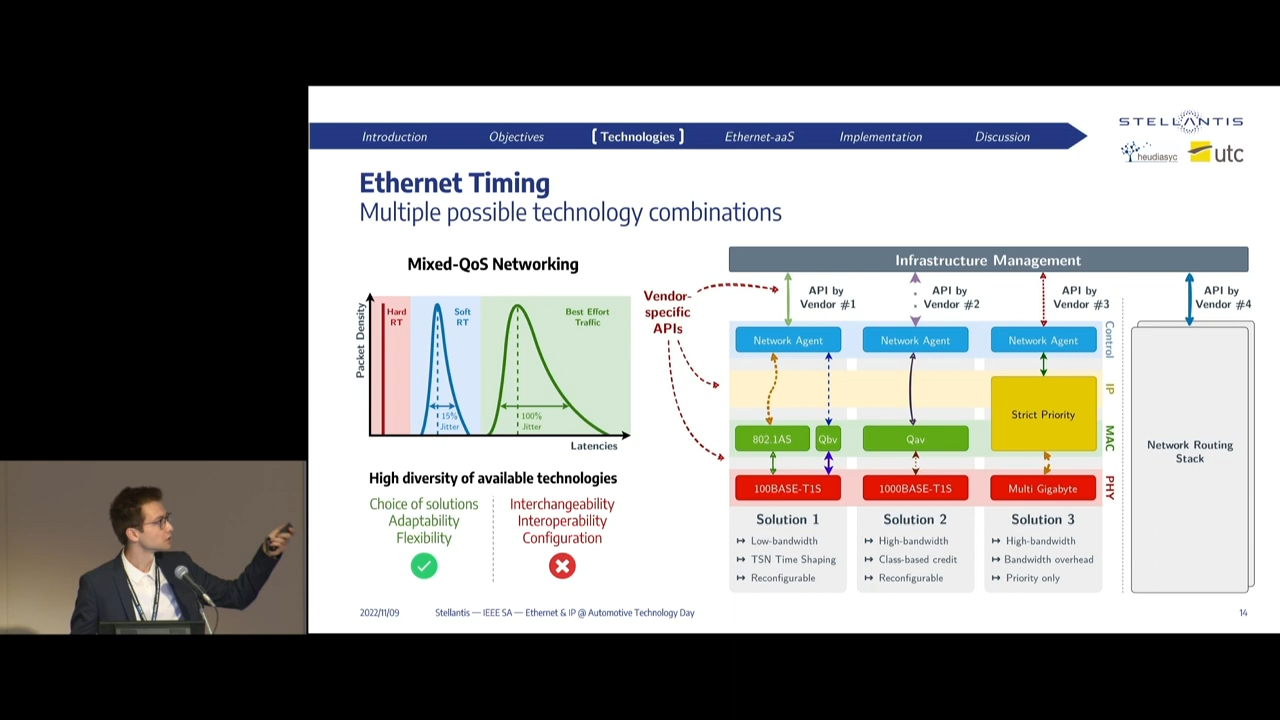 Introduction
Objectives
[ Technologies ]
Ethernet-aaS
Implementation
Discussion
STELLANTIS
heudiasyc
utc
Ethernet Timing
Multiple possible technology combinations
Mixed-QoS Networking
Packet Density
Hard
RT
Soft
RT
Best Effort
Traffic
15%
Jitter
100%
Jitter
Latencies
High diversity of available technologies
Choice of solutions
Adaptability
Flexibility
Interchangeability
Interoperability
Configuration
Vendor-
specific
APIs
Infrastructure Management
API by
Vendor #1
API by
Vendor #2
API by
Vendor #3
API by
Vendor #4
Network Agent
Network Agent
Network Agent
Control
IP
Strict Priority
802.1AS
Qbv
Qav
MAC
100BASE-T1S
1000BASE-T1S
Multi Gigabyte
PHY
Network Routing
Stack
Solution 1
↦ Low-bandwidth
↦ TSN Time Shaping
↦ Reconfigurable
Solution 2
↦ High-bandwidth
↦ Class-based credit
↦ Reconfigurable
Solution 3
↦ High-bandwidth
↦ Bandwidth overhead
↦ Priority only
2022/11/09
Stellantis — IEEE SA — Ethernet & IP @ Automotive Technology Day
14